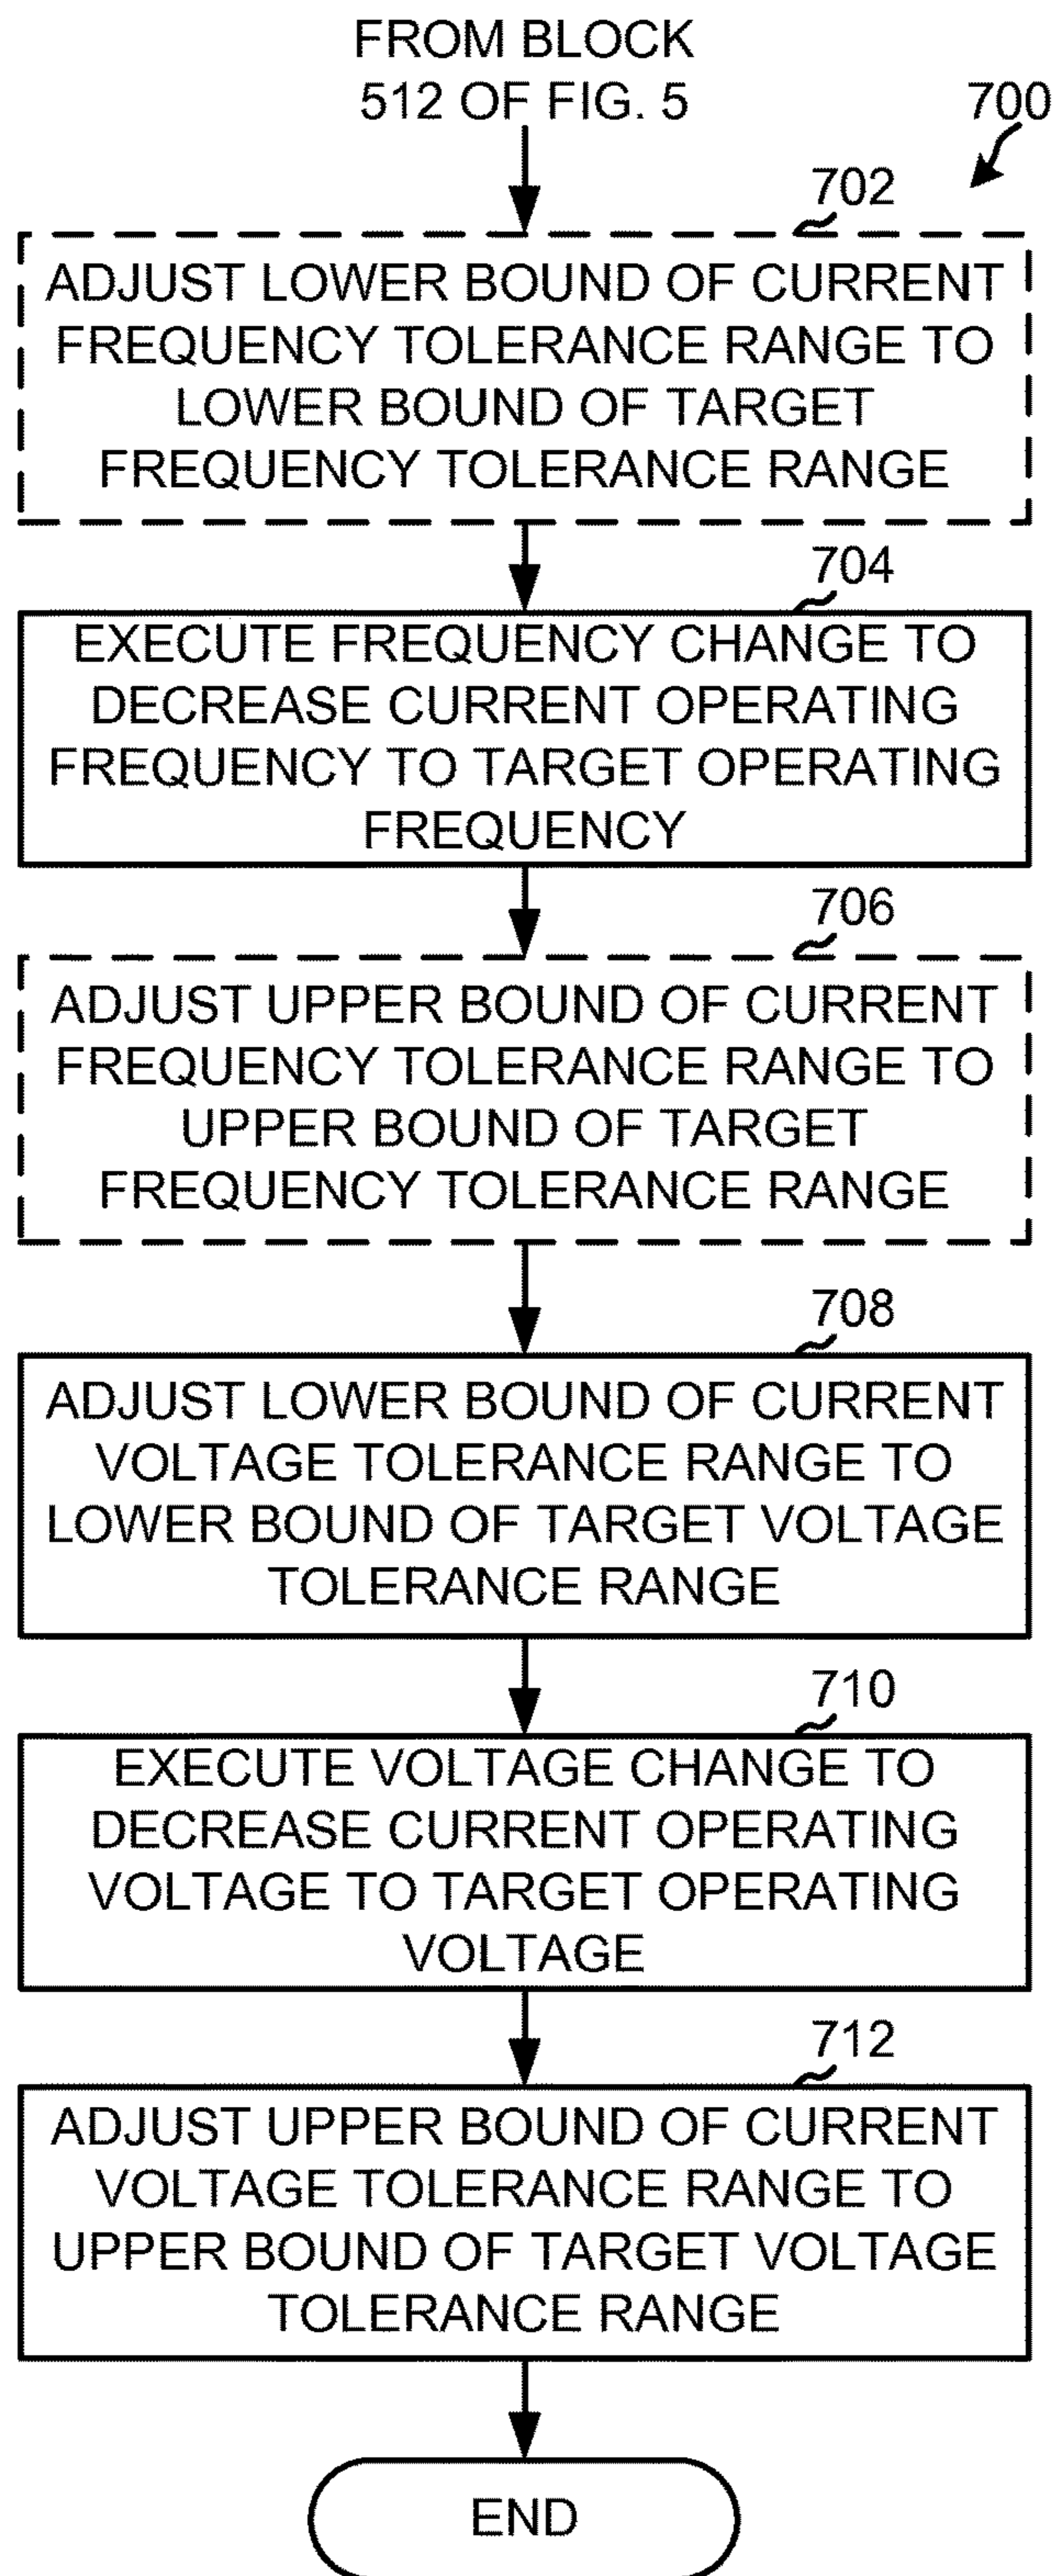 FROM BLOCK
512 OF FIG. 5
700
702
ADJUST LOWER BOUND OF CURRENT
FREQUENCY TOLERANCE RANGE TO
LOWER BOUND OF TARGET
FREQUENCY TOLERANCE RANGE
704
EXECUTE FREQUENCY CHANGE TO
DECREASE CURRENT OPERATING
FREQUENCY TO TARGET OPERATING
FREQUENCY
706
ADJUST UPPER BOUND OF CURRENT
FREQUENCY TOLERANCE RANGE TO
UPPER BOUND OF TARGET
FREQUENCY TOLERANCE RANGE
708
ADJUST LOWER BOUND OF CURRENT
VOLTAGE TOLERANCE RANGE TO
LOWER BOUND OF TARGET VOLTAGE
TOLERANCE RANGE
710
EXECUTE VOLTAGE CHANGE TO
DECREASE CURRENT OPERATING
VOLTAGE TO TARGET OPERATING
VOLTAGE
712
ADJUST UPPER BOUND OF CURRENT
VOLTAGE TOLERANCE RANGE TO
UPPER BOUND OF TARGET VOLTAGE
TOLERANCE RANGE
END